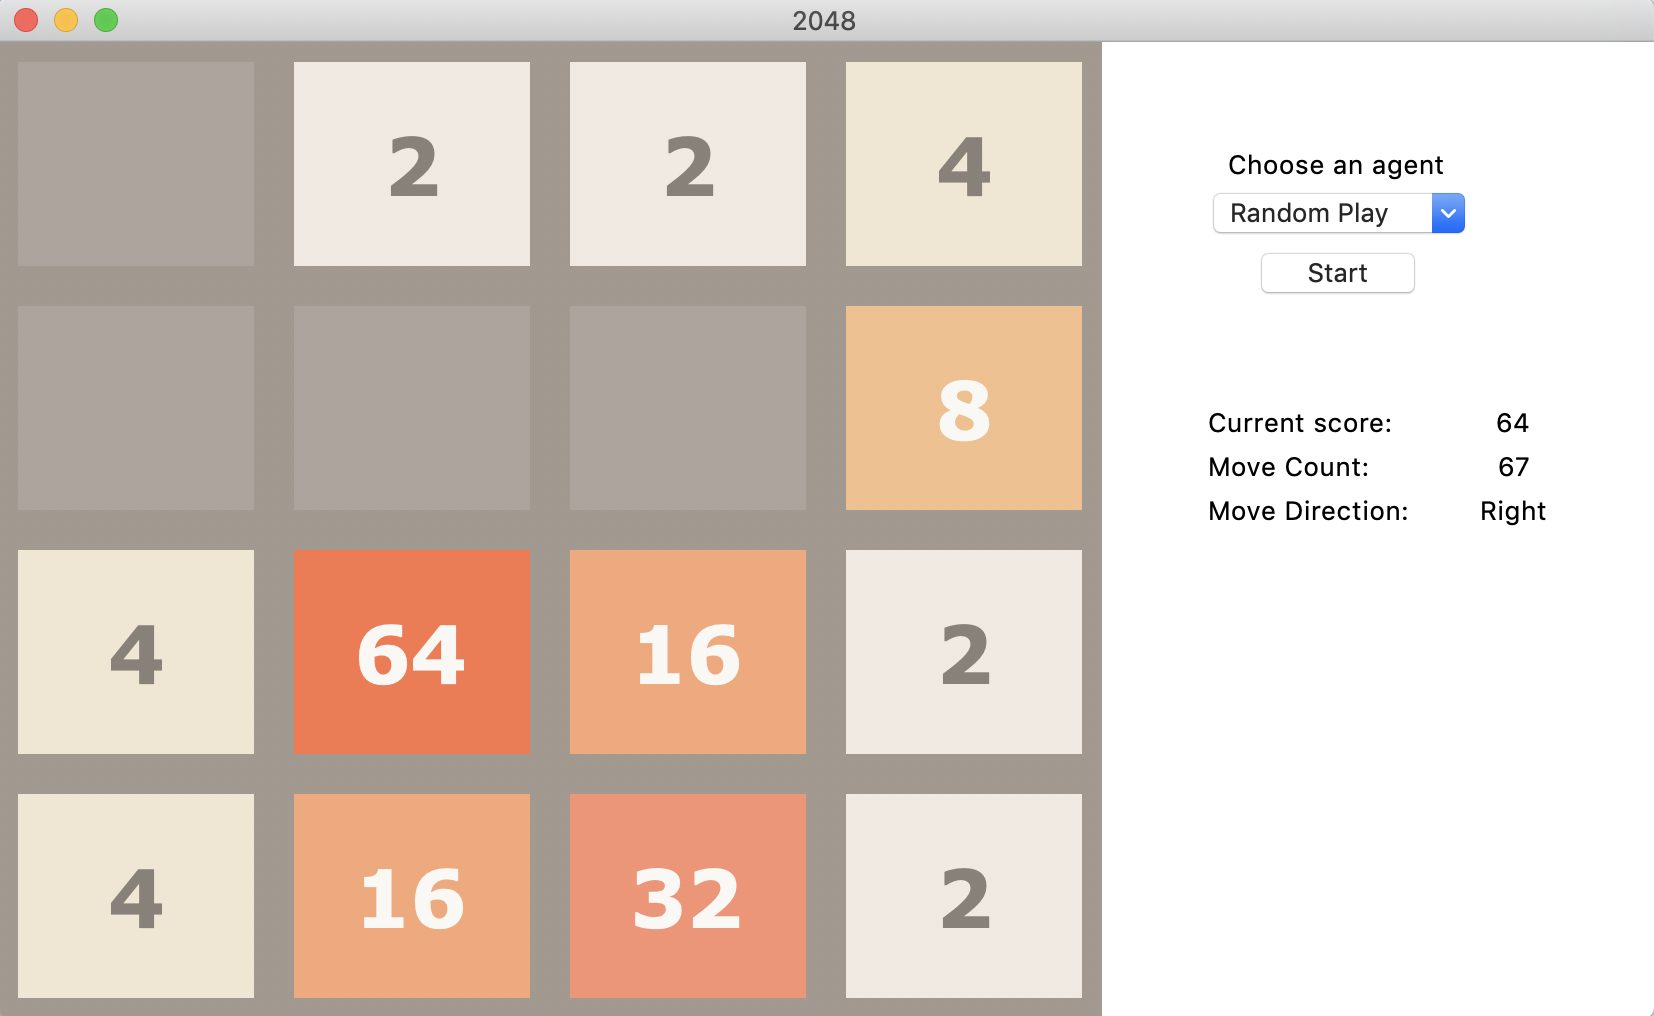 2048
2 2 4
8
4 64 16 2
4 16 32 2
Choose an agent
Random Play
Start
Current score: 64
Move Count: 67
Move Direction: Right